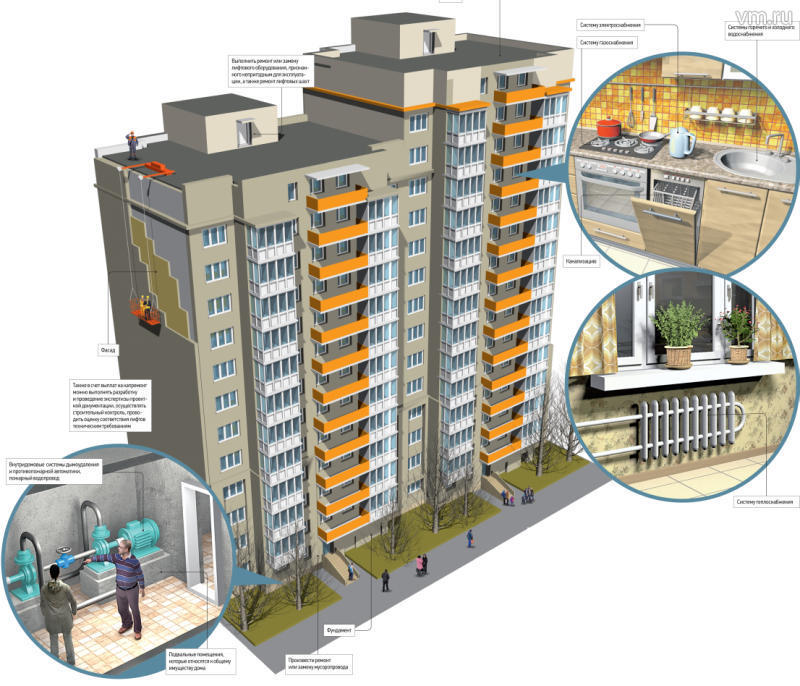 vm.ru
Систему электроснабжения
Систему газоснабжения
Системы горячего и холодного
водоснабжения
Выполнить ремонт или замену
лифтового оборудования, признан-
ного непригодным для эксплуата-
ции, а также ремонт лифтовых шахт
Канализацию
Фасад
Также в счет выплат на капремонт
можно выполнять разработку
и проведение экспертизы проект-
ной документации, осуществлять
строительный контроль, прово-
дить оценку соответствия лифтов
техническим требованиям
Внутридомовые системы дымоудаления
и противопожарной автоматики,
пожарный водопровод
Систему теплоснабжения
Фундамент
Подвальные помещения,
которые относятся к общему
имуществу дома
Произвести ремонт
или замену мусоропровода